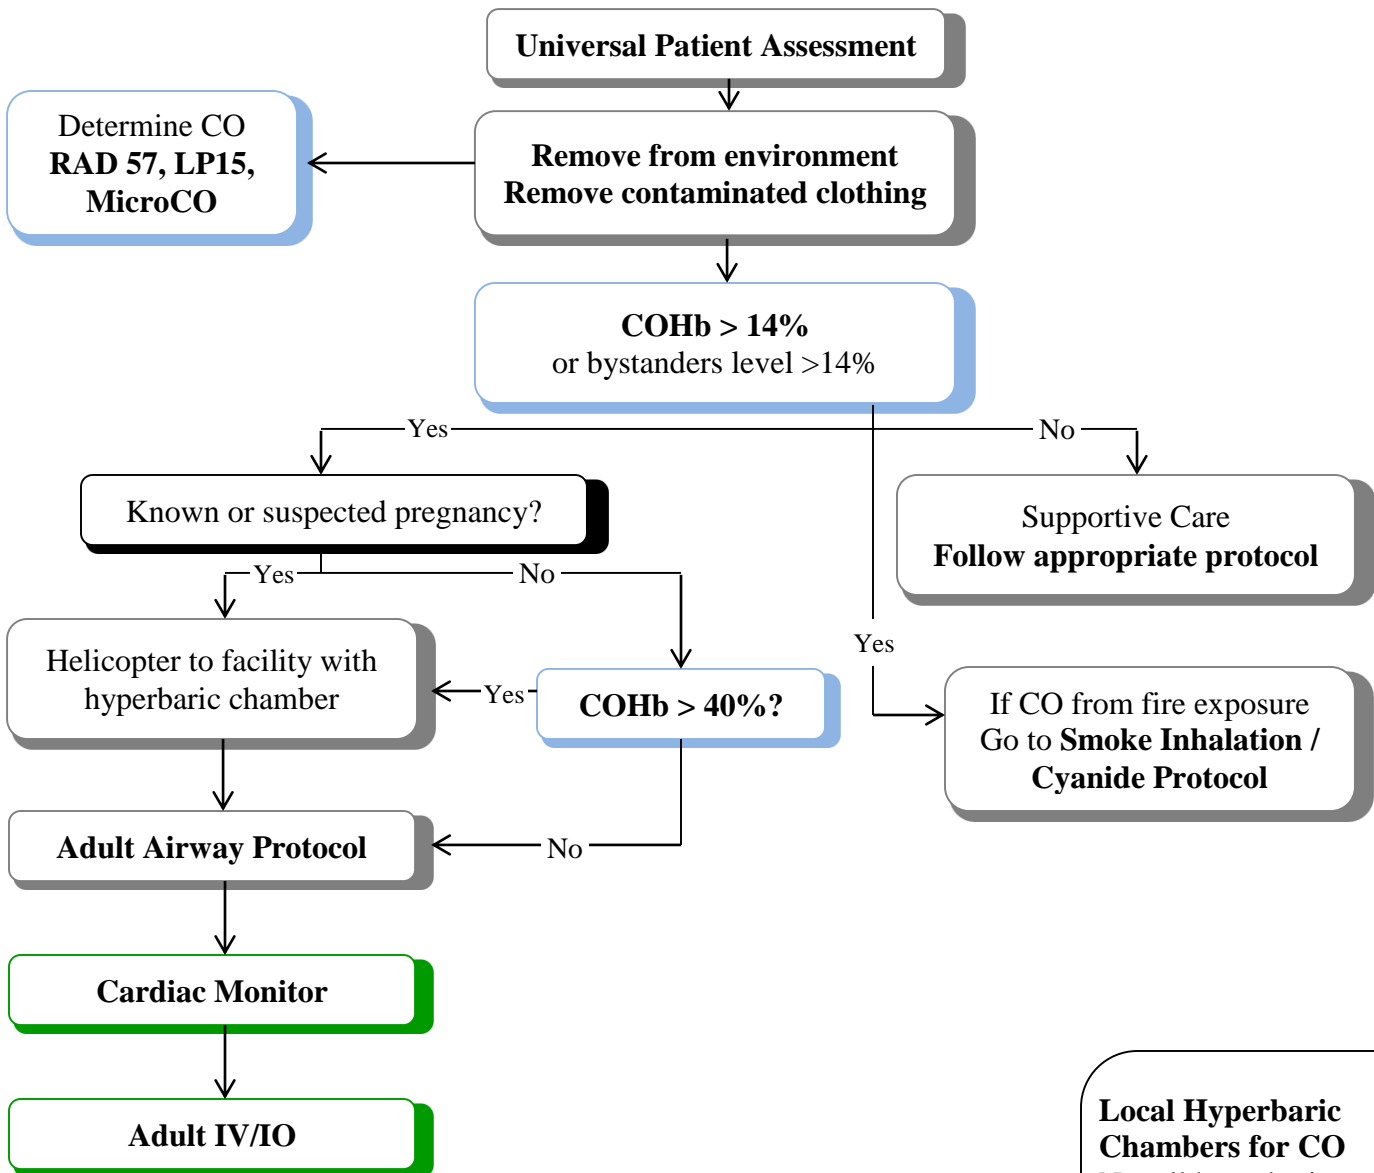 Universal Patient Assessment
Determine CO
RAD 57, LP15,
MicroCO
Remove from environment
Remove contaminated clothing
COHb > 14%
or bystanders level >14%
Yes
No
Known or suspected pregnancy?
Supportive Care
Follow appropriate protocol
Yes
No
Helicopter to facility with
hyperbaric chamber
Yes
COHb > 40%?
Yes
If CO from fire exposure
Go to Smoke Inhalation /
Cyanide Protocol
Adult Airway Protocol
No
Cardiac Monitor
Adult IV/IO
Local Hyperbaric
Chambers for CO